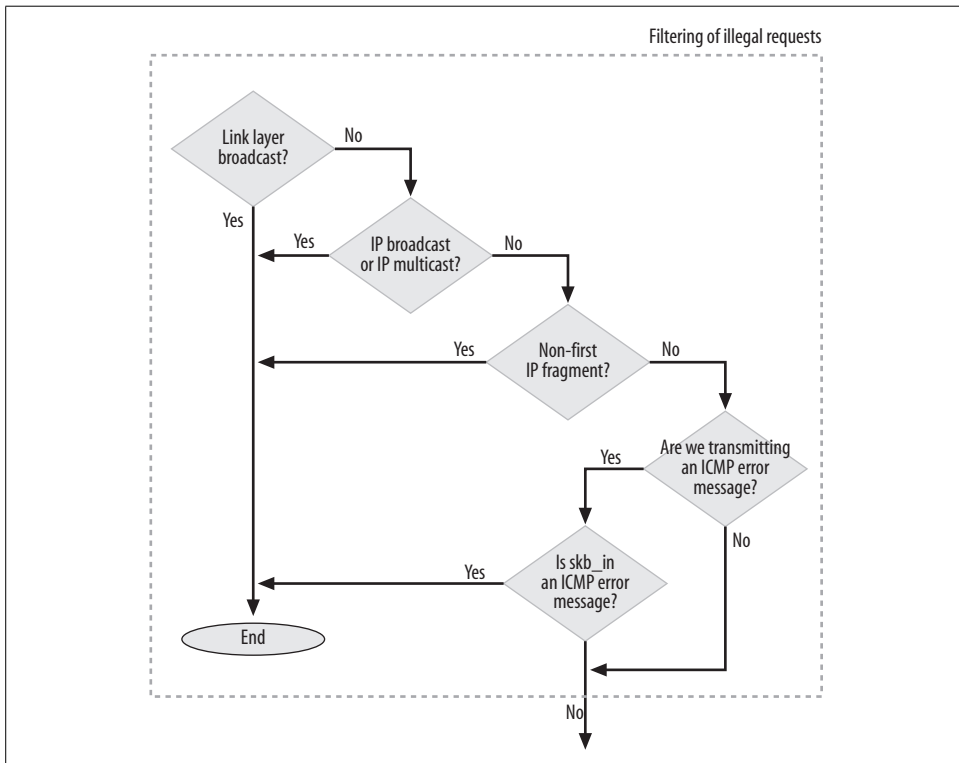 Filtering of illegal requests
Link layer
broadcast?
No
Yes
IP broadcast
or IP multicast?
Yes
No
Non-first
IP fragment?
Yes
No
Are we transmitting
an ICMP error
message?
Yes
No
Is skb_in
an ICMP error
message?
Yes
End
No